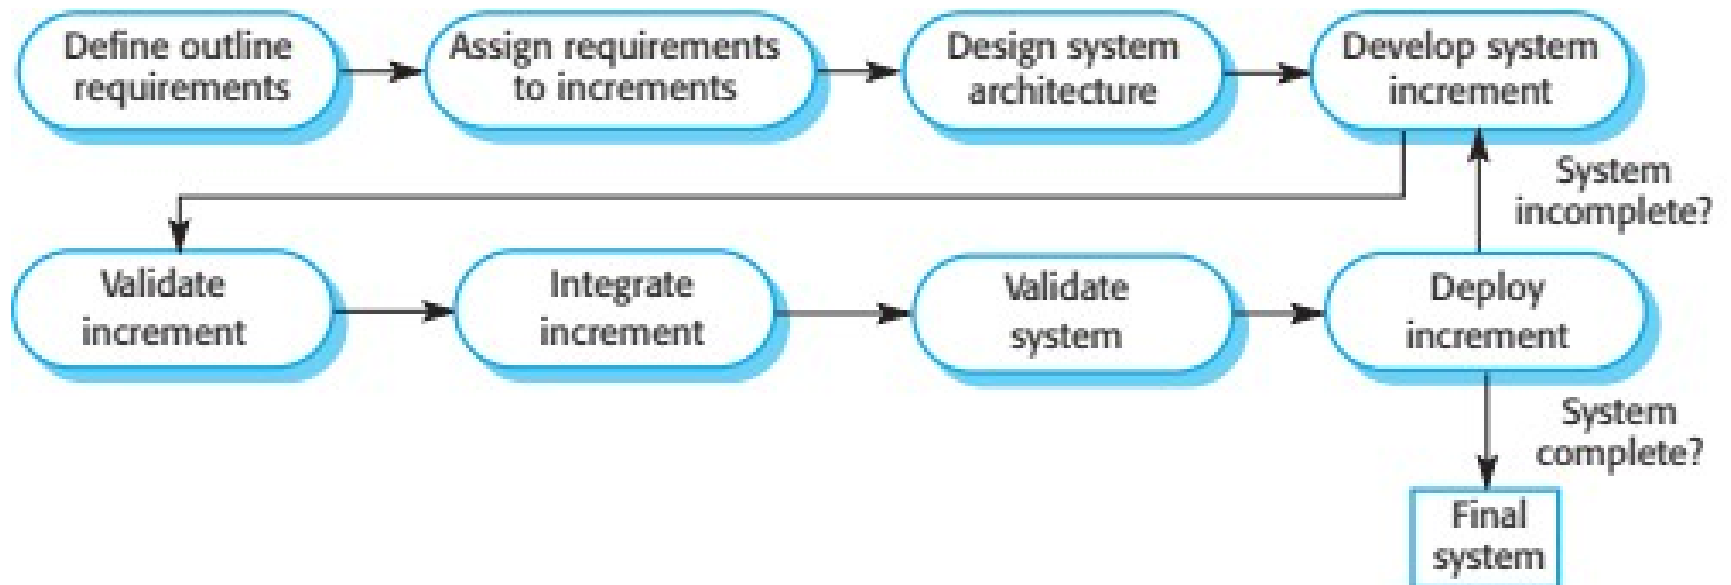 Define outline
requirements
Assign requirements
to increments
Design system
architecture
Develop system
increment
System
incomplete?
Validate
increment
Integrate
increment
Validate
system
Deploy
increment
System
complete?
Final
system